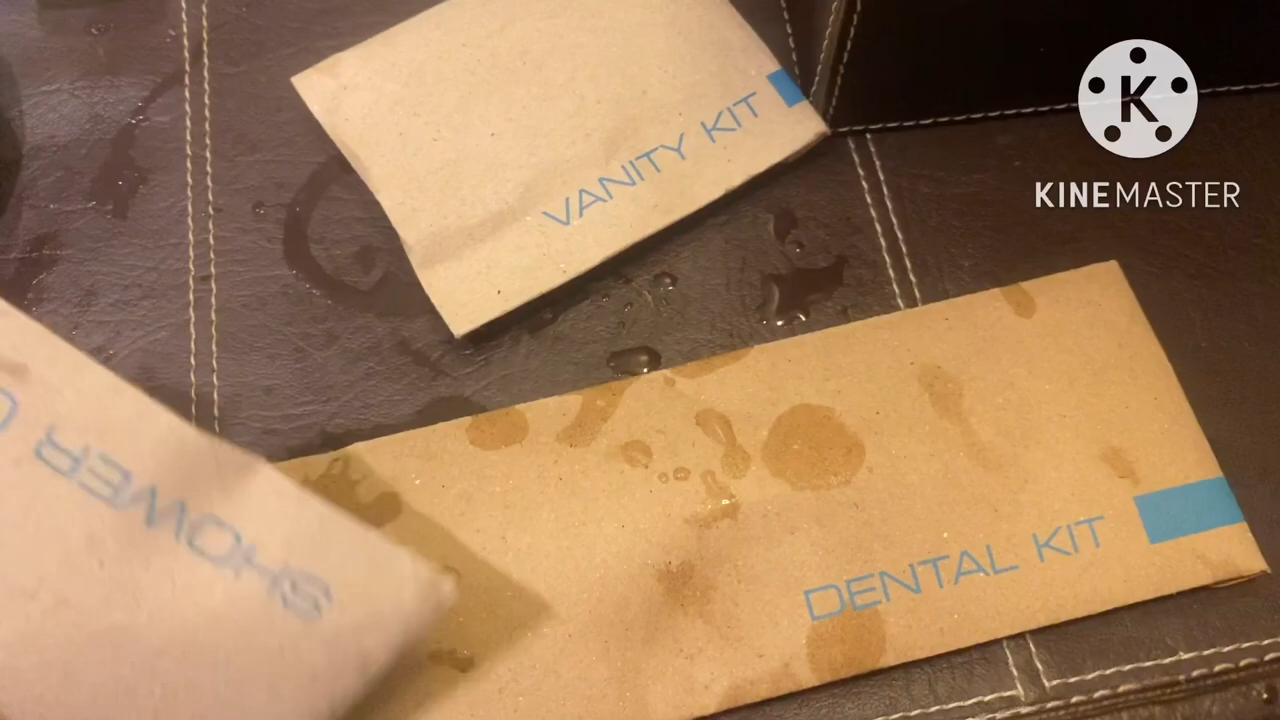 VANITY KIT
K
KINEMASTER
SHOWER
DENTAL KIT